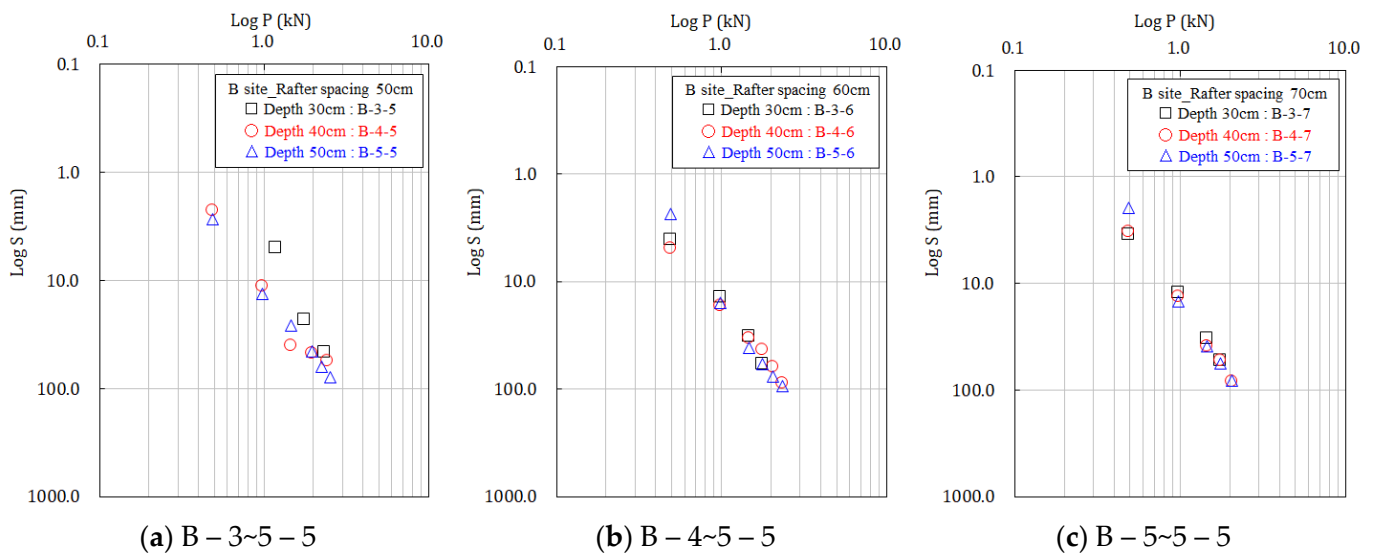 Log P (kN)
0.1 1.0 10.0
0.1
1.0
10.0
100.0
1000.0
Log S (mm)
B site_Rafter spacing 50cm
Depth 30cm : B-3-5
Depth 40cm : B-4-5
Depth 50cm : B-5-5
(a) B – 3~5 – 5
Log P (kN)
0.1 1.0 10.0
0.1
1.0
10.0
100.0
1000.0
Log S (mm)
B site_Rafter spacing 60cm
Depth 30cm : B-3-6
Depth 40cm : B-4-6
Depth 50cm : B-5-6
(b) B – 4~5 – 5
Log P (kN)
0.1 1.0 10.0
0.1
1.0
10.0
100.0
1000.0
Log S (mm)
B site_Rafter spacing 70cm
Depth 30cm : B-3-7
Depth 40cm : B-4-7
Depth 50cm : B-5-7
(c) B – 5~5 – 5